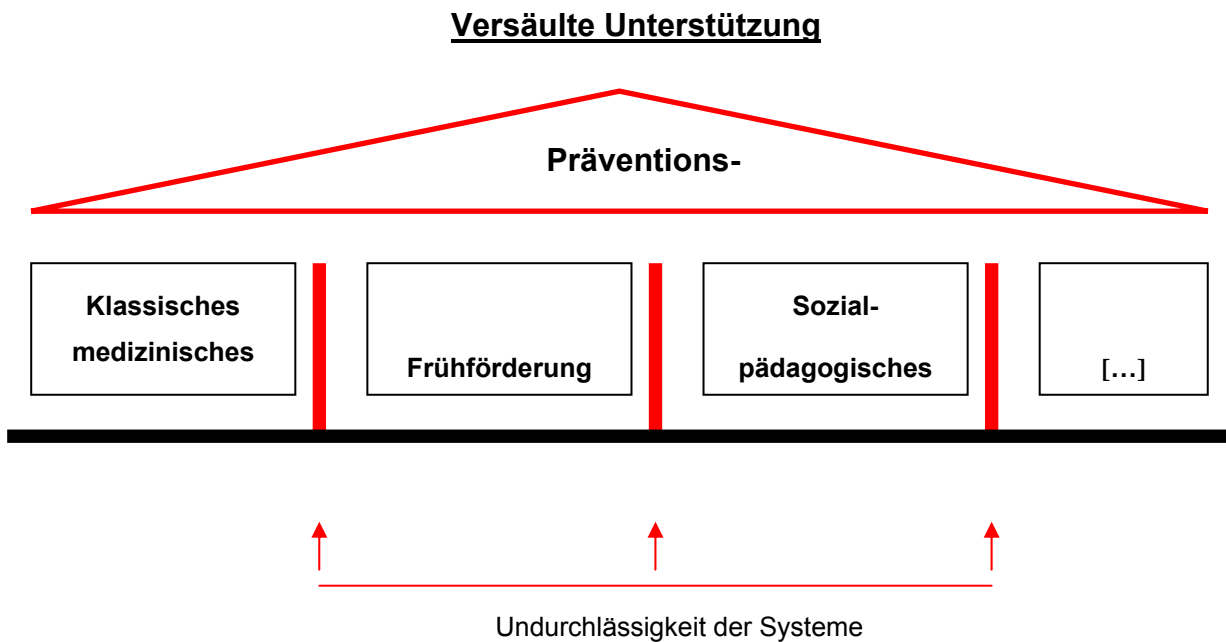 Versäulte Unterstützung
Präventions-
Klassisches
medizinisches
Frühförderung
Sozial-
pädagogisches
[…]
Undurchlässigkeit der Systeme